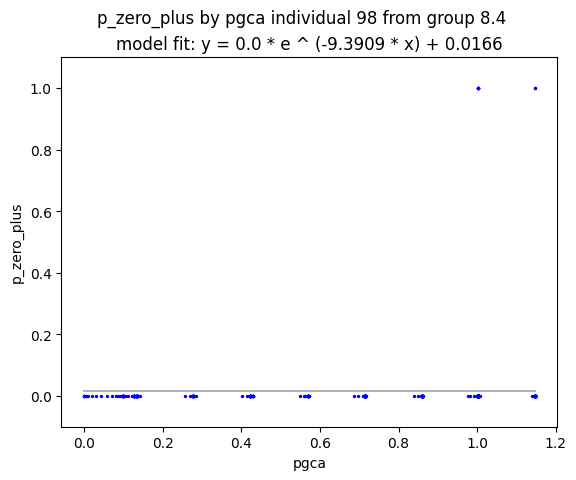 p_zero_plus by pgca individual 98 from group 8.4
model fit: y = 0.0 * e ^ (-9.3909 * x) + 0.0166
1.0
0.8
0.6
0.4
0.2
0.0
p_zero_plus
0.0 0.2 0.4 0.6 0.8 1.0 1.2
pgca